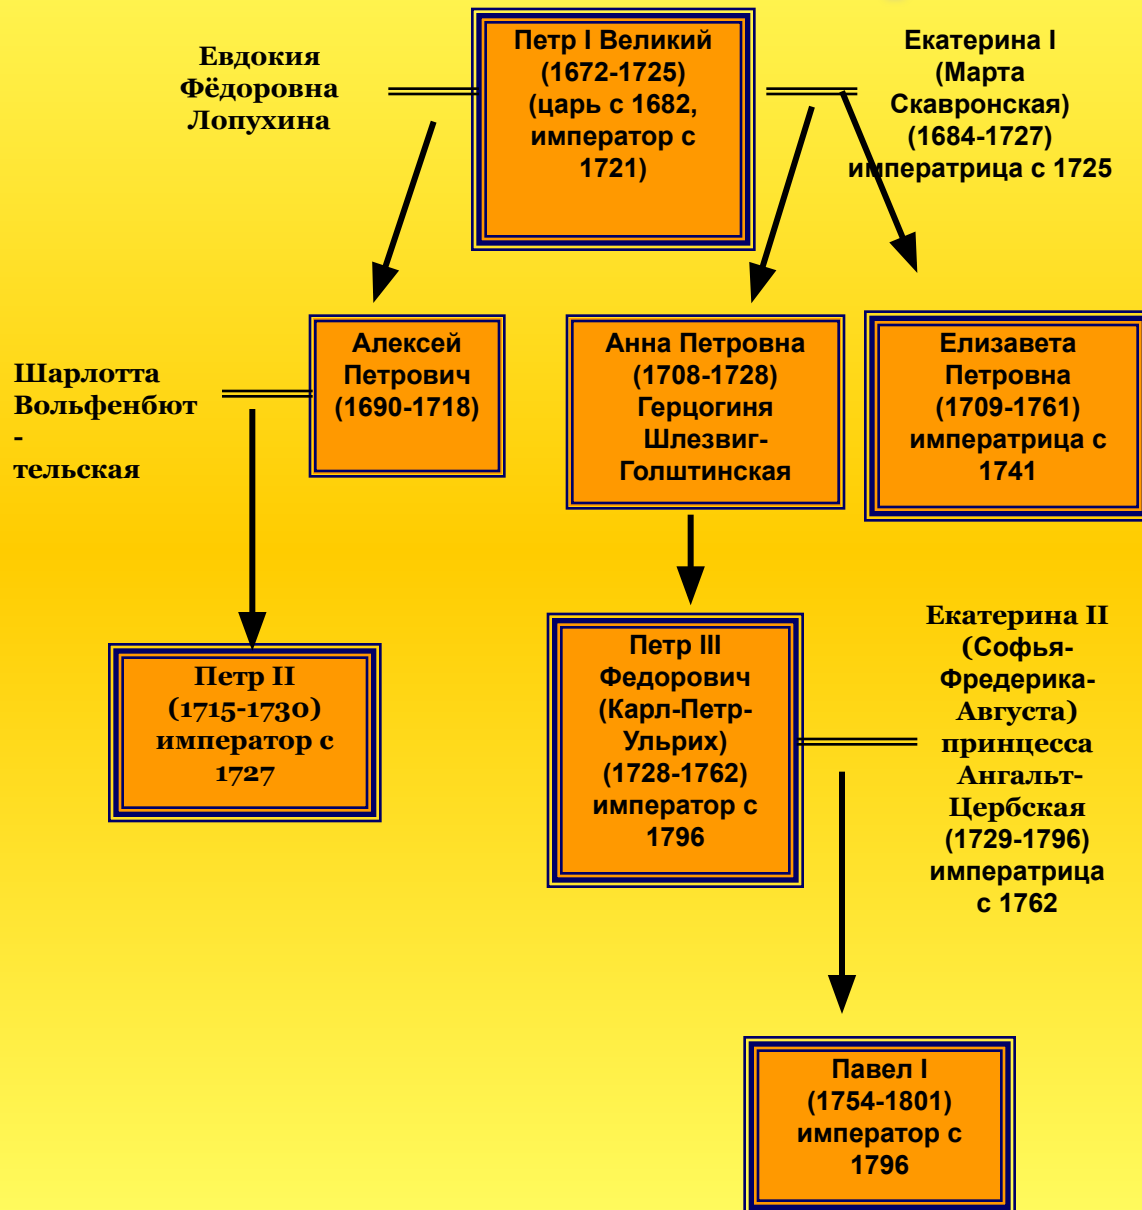 Евдокия
Фёдоровна
Лопухина
Петр I Великий
(1672-1725)
(царь с 1682,
император с
1721)
Екатерина I
(Марта
Скавронская)
(1684-1727)
императрица с 1725
Шарлотта
Вольфенбют
-
тельская
Алексей
Петрович
(1690-1718)
Анна Петровна
(1708-1728)
Герцогиня
Шлезвиг-
Голштинская
Елизавета
Петровна
(1709-1761)
императрица с
1741
Петр II
(1715-1730)
император с
1727
Петр III
Федорович
(Карл-Петр-
Ульрих)
(1728-1762)
император с
1796
Екатерина II
(Софья-
Фредерика-
Августа)
принцесса
Ангальт-
Цербская
(1729-1796)
императрица
с 1762
Павел I
(1754-1801)
император с
1796